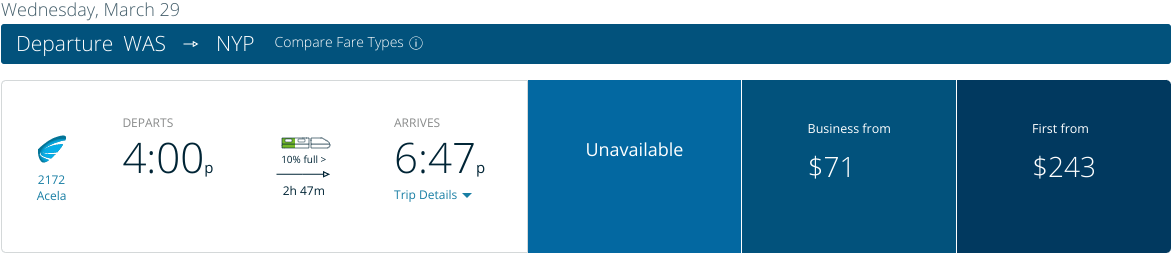 Wednesday, March 29
Departure WAS → NYP Compare Fare Types ⓘ
DEPARTS
4:00p
2172
Acela
10% full >
2h 47m
ARRIVES
6:47p
Trip Details
Unavailable
Business from
$71
First from
$243